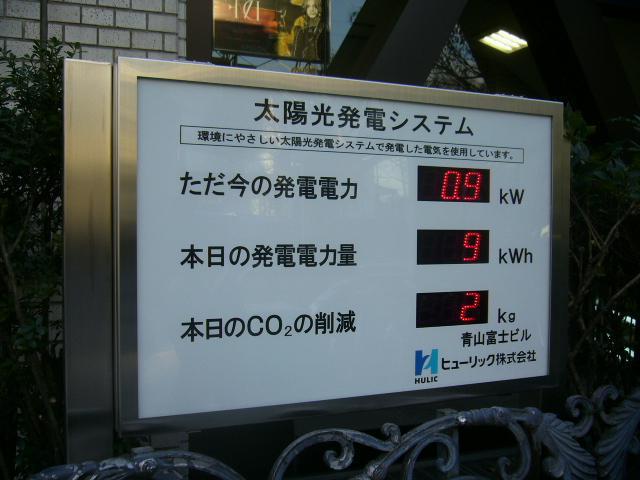 太陽光発電システム
環境にやさしい太陽光発電システムで発電した電気を使用しています。
ただ今の発電電力 0.9 kW
本日の発電電力量 9 kWh
本日のCO₂の削減 2 kg
青山富士ビル
HULIC ヒューリック株式会社